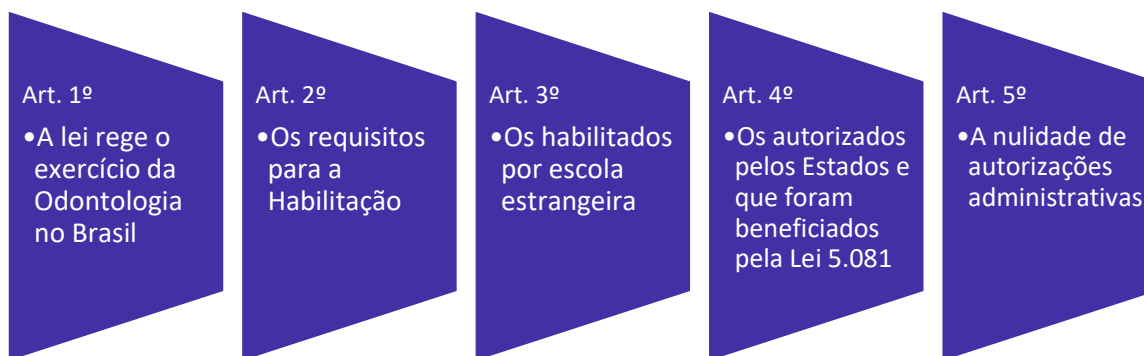 Art. 1º
•A lei rege o
exercício da
Odontologia
no Brasil
Art. 2º
•Os requisitos
para a
Habilitação
Art. 3º
•Os habilitados
por escola
estrangeira
Art. 4º
•Os autorizados
pelos Estados e
que foram
beneficiados
pela Lei 5.081
Art. 5º
•A nulidade de
autorizações
administrativas